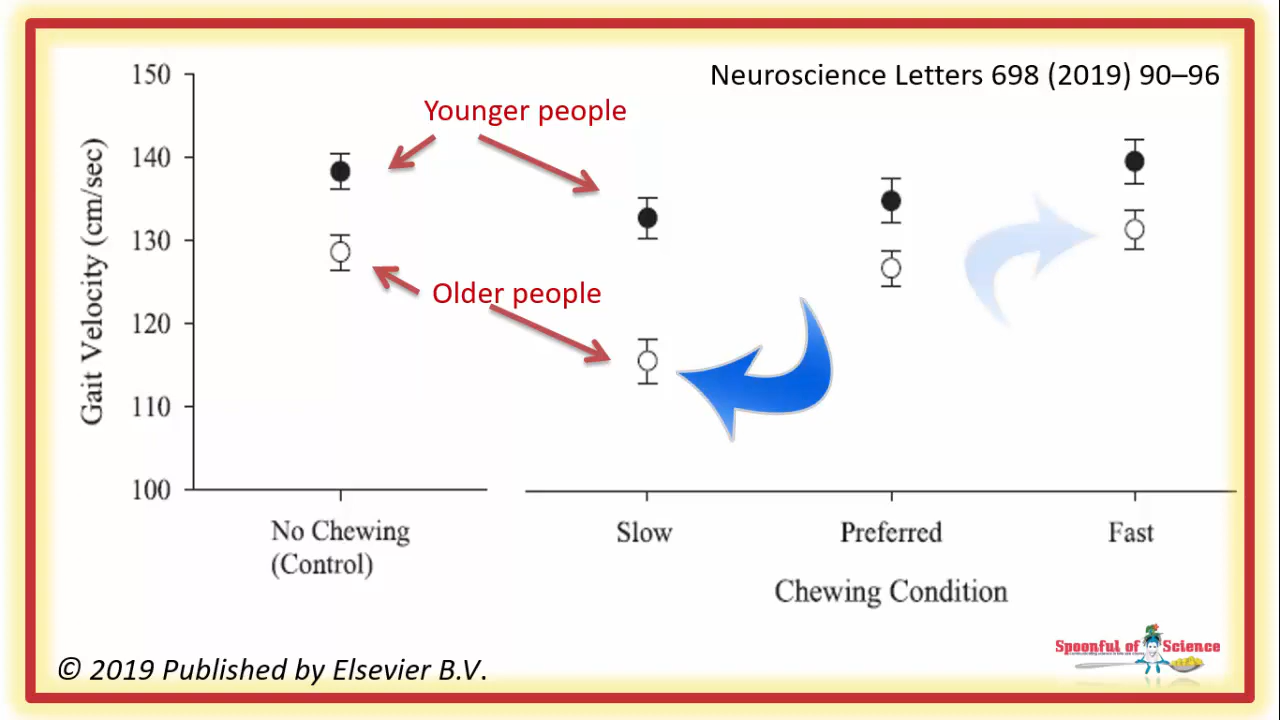 Neuroscience Letters 698 (2019) 90–96
150
140
130
120
110
100
Gait Velocity (cm/sec)
Younger people
Older people
No Chewing
(Control)
Slow
Preferred
Fast
Chewing Condition
Spoonful of Science
© 2019 Published by Elsevier B.V.